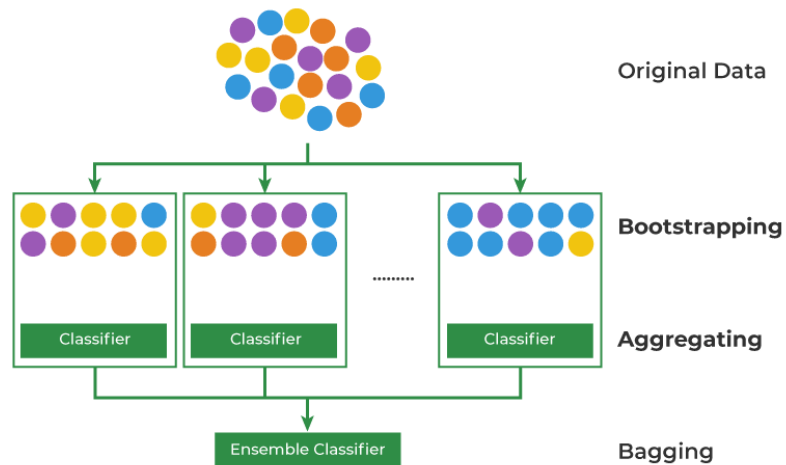 Original Data
Bootstrapping
.........
Classifier
Classifier
Classifier
Aggregating
Ensemble Classifier
Bagging